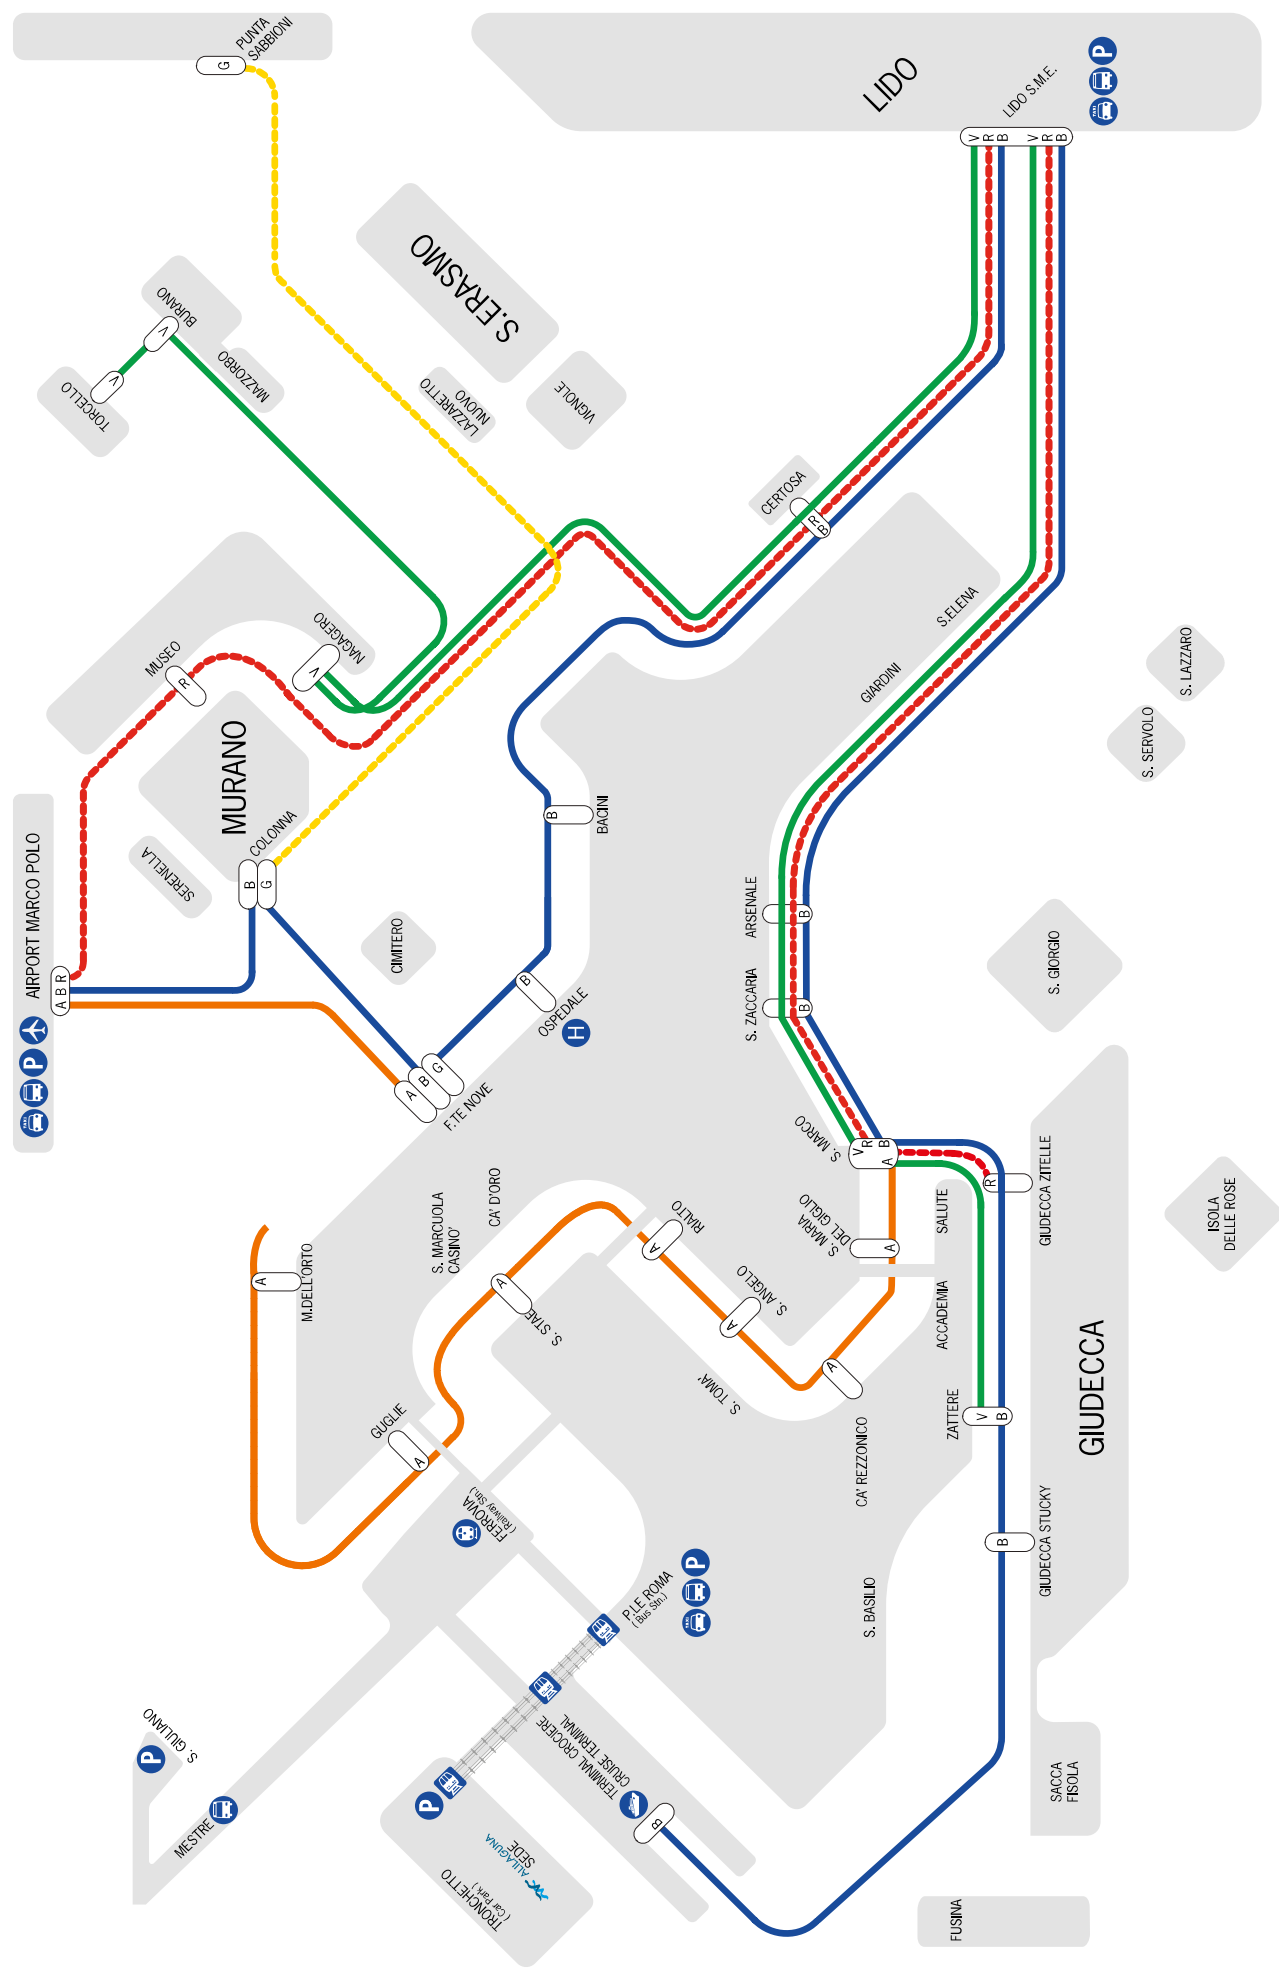 AIRPORT MARCO POLO
A B R
TAXI
P
SERENELLA
MURANO
COLONNA
B
G
MUSEO
R
NAGAGERO
V
TORCELLO
V
BURANO
V
MAZZORBO
PUNTA
SABBIONI
G
S.ERASMO
LAZZARETTO
NUOVO
VIGNOLE
LIDO
LIDO S.M.E.
V R B
V R B
TAXI
P
CERTOSA
R B
S.ELENA
GIARDINI
S. LAZZARO
S. SERVOLO
S. GIORGIO
CIMITERO
BACINI
B
OSPEDALE
B
H
F.TE NOVE
A
B
G
ARSENALE
B
S. ZACCARIA
B
S. MARCO
V R
A B
M.DELL'ORTO
A
S. MARCUOLA
CASINO'
CA' D'ORO
S. STAE
A
RIALTO
A
S. ANGELO
A
S. TOMA'
S. MARIA
DEL GIGLIO
A
SALUTE
ACCADEMIA
CA' REZZONICO
A
GUGLIE
A
FERROVIA
( Railway Stn.)
P.LE ROMA
( Bus Stn.)
TAXI
P
GIUDECCA ZITELLE
R
GIUDECCA
ZATTERE
V
B
GIUDECCA STUCKY
B
S. BASILIO
ISOLA
DELLE ROSE
SACCA
FISOLA
FUSINA
TERMINAL CROCIERE
CRUISE TERMINAL
B
TRONCHETTO
( Car Park )
SEDE
ALILAGUNA
P
S. GIULIANO
P
MESTRE